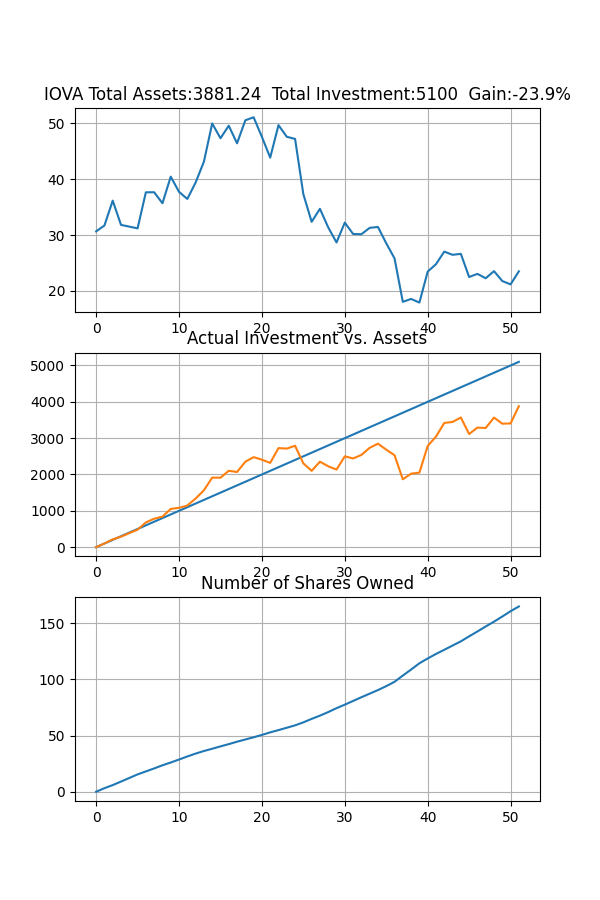 IOVA Total Assets:3881.24  Total Investment:5100  Gain:-23.9%
50
40
30
20
0 10 20 30 40 50
Actual Investment vs. Assets
5000
4000
3000
2000
1000
0
0 10 20 30 40 50
Number of Shares Owned
150
100
50
0
0 10 20 30 40 50